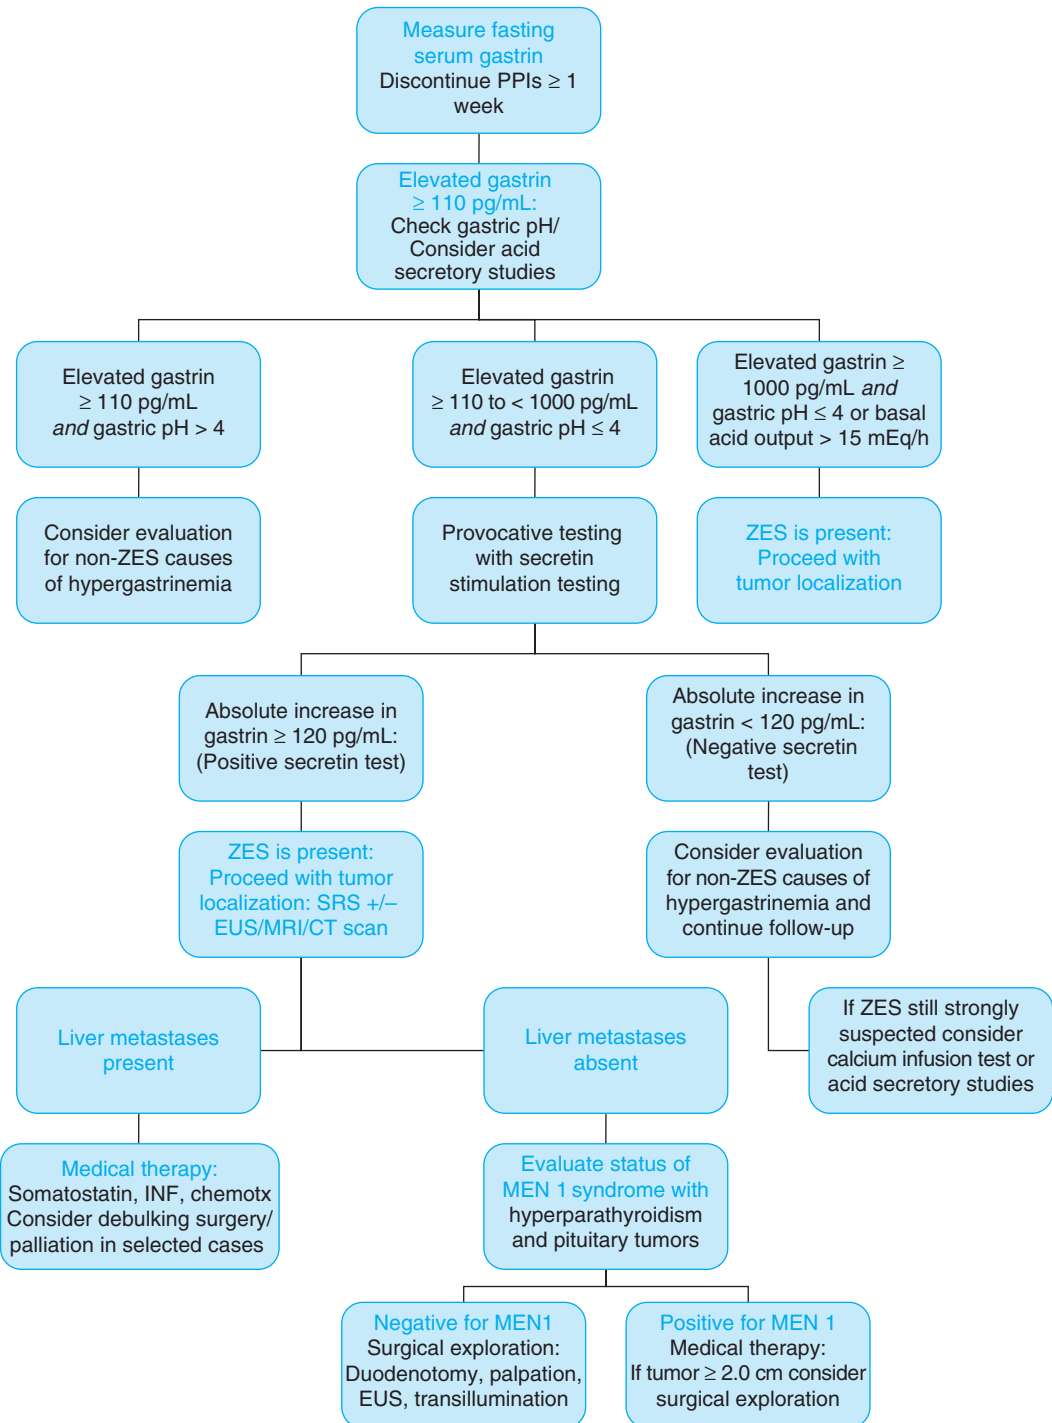 Measure fasting
serum gastrin
Discontinue PPIs ≥ 1
week
Elevated gastrin
≥ 110 pg/mL:
Check gastric pH/
Consider acid
secretory studies
Elevated gastrin
≥ 110 pg/mL
and gastric pH > 4
Elevated gastrin
≥ 110 to < 1000 pg/mL
and gastric pH ≤ 4
Elevated gastrin ≥
1000 pg/mL and
gastric pH ≤ 4 or basal
acid output > 15 mEq/h
Consider evaluation
for non-ZES causes
of hypergastrinemia
Provocative testing
with secretin
stimulation testing
ZES is present:
Proceed with
tumor localization
Absolute increase in
gastrin ≥ 120 pg/mL:
(Positive secretin test)
Absolute increase in
gastrin < 120 pg/mL:
(Negative secretin
test)
ZES is present:
Proceed with tumor
localization: SRS +/–
EUS/MRI/CT scan
Consider evaluation
for non-ZES causes of
hypergastrinemia and
continue follow-up
Liver metastases
present
Liver metastases
absent
If ZES still strongly
suspected consider
calcium infusion test or
acid secretory studies
Medical therapy:
Somatostatin, INF, chemotx
Consider debulking surgery/
palliation in selected cases
Evaluate status of
MEN 1 syndrome with
hyperparathyroidism
and pituitary tumors
Negative for MEN1
Surgical exploration:
Duodenotomy, palpation,
EUS, transillumination
Positive for MEN 1
Medical therapy:
If tumor ≥ 2.0 cm consider
surgical exploration